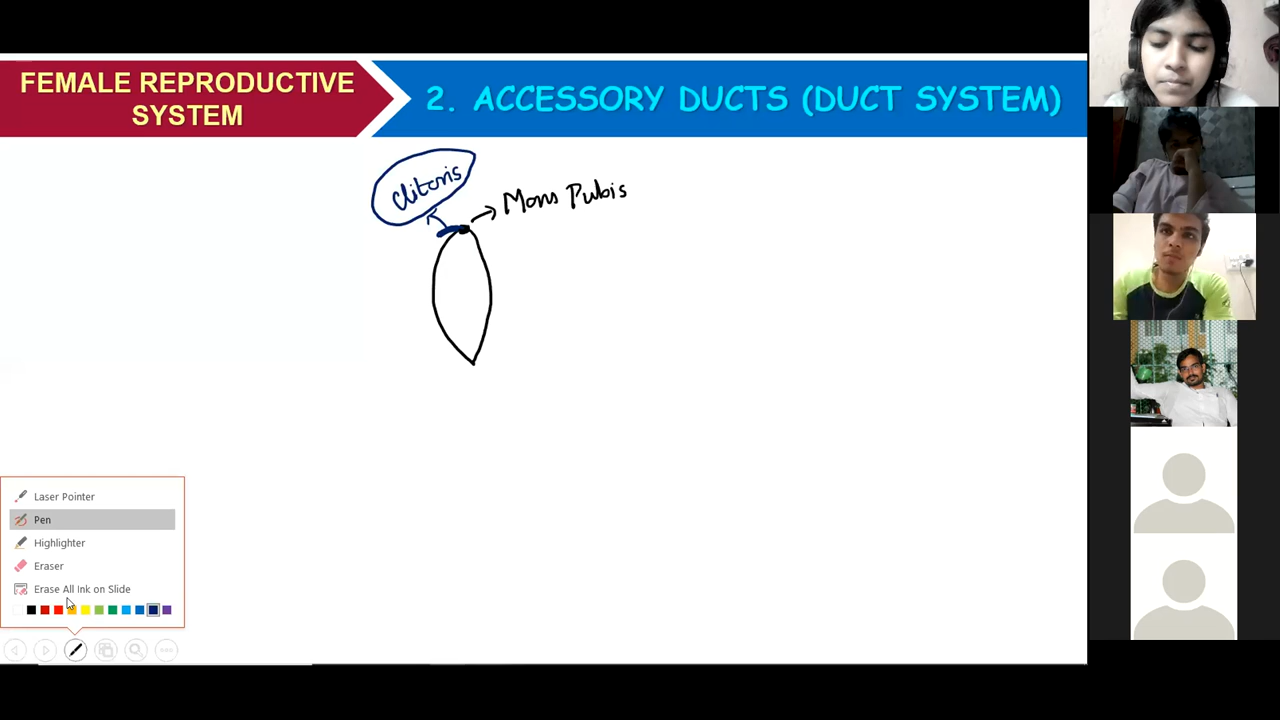 FEMALE REPRODUCTIVE
SYSTEM
2. ACCESSORY DUCTS (DUCT SYSTEM)
clitoris
Mons Pubis
Laser Pointer
Pen
Highlighter
Eraser
Erase All Ink on Slide